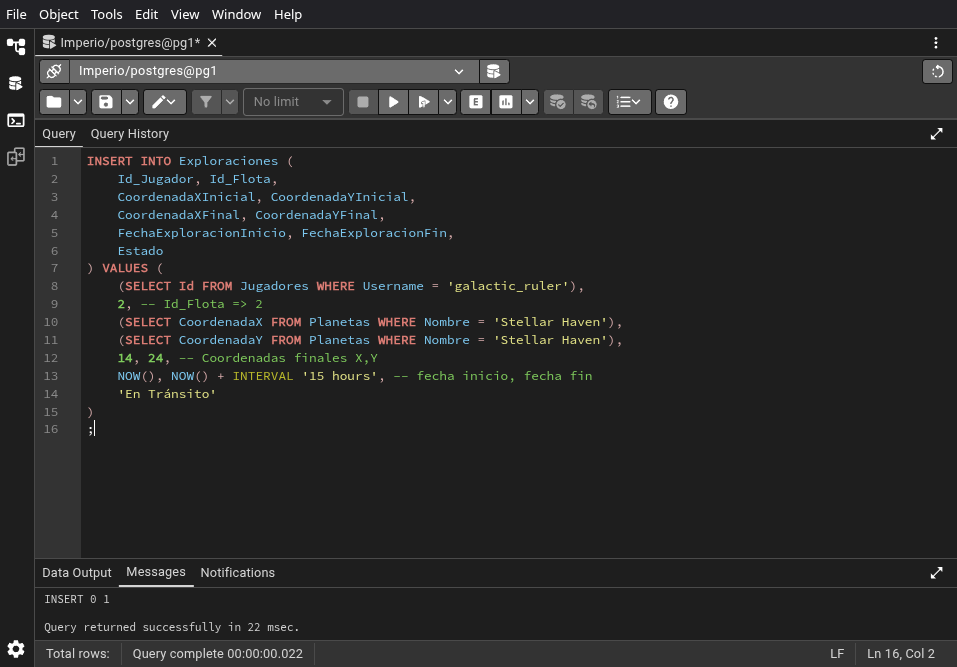 File Object Tools Edit View Window Help
Imperio/postgres@pg1*
Imperio/postgres@pg1
No limit E
Query Query History
1 INSERT INTO Exploraciones (
2 Id_Jugador, Id_Flota,
3 CoordenadaXInicial, CoordenadaYInicial,
4 CoordenadaXFinal, CoordenadaYFinal,
5 FechaExploracionInicio, FechaExploracionFin,
6 Estado
7 ) VALUES (
8 (SELECT Id FROM Jugadores WHERE Username = 'galactic_ruler'),
9 2, -- Id_Flota => 2
10 (SELECT CoordenadaX FROM Planetas WHERE Nombre = 'Stellar Haven'),
11 (SELECT CoordenadaY FROM Planetas WHERE Nombre = 'Stellar Haven'),
12 14, 24, -- Coordenadas finales X,Y
13 NOW(), NOW() + INTERVAL '15 hours', -- fecha inicio, fecha fin
14 'En Tránsito'
15 )
16 ;
Data Output Messages Notifications
INSERT 0 1
Query returned successfully in 22 msec.
Total rows: Query complete 00:00:00.022 LF Ln 16, Col 2